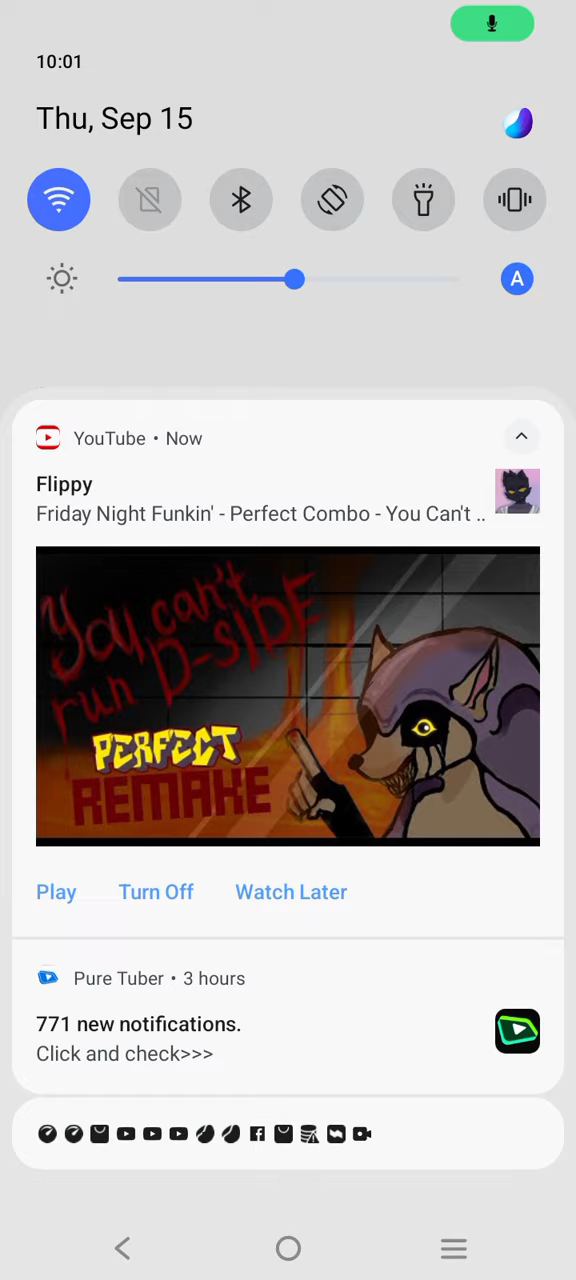 10:01
Thu, Sep 15
A
YouTube • Now
Flippy
Friday Night Funkin' - Perfect Combo - You Can't ..
You can't
run D-SIDE
PERFECT
REMAKE
Play Turn Off Watch Later
Pure Tuber • 3 hours
771 new notifications.
Click and check>>>